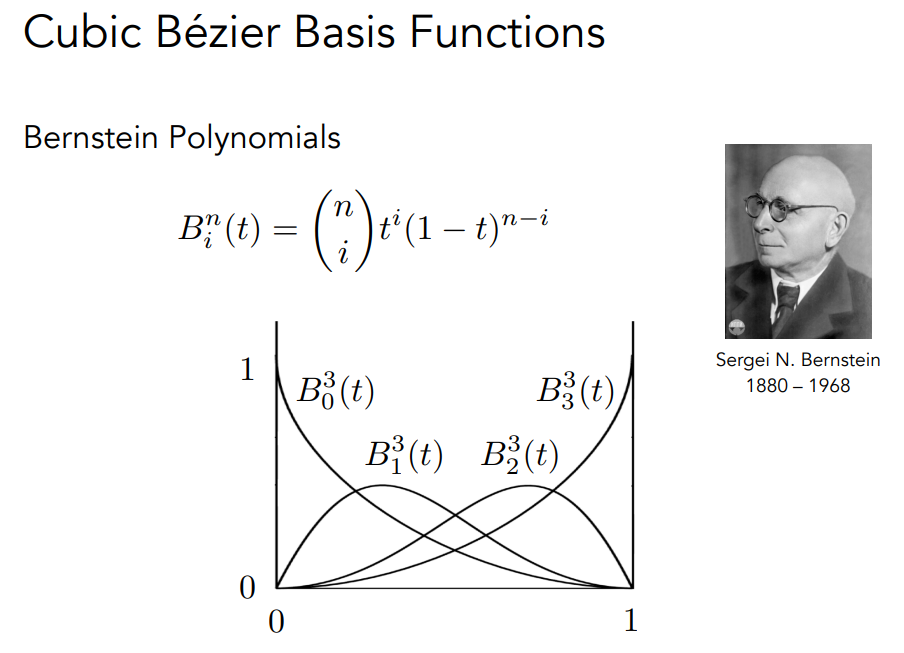 Cubic Bézier Basis Functions
Bernstein Polynomials
$B_i^n(t) = \binom{n}{i} t^i (1 - t)^{n-i}$
Sergei N. Bernstein
1880 – 1968
1
$B_0^3(t)$
$B_3^3(t)$
$B_1^3(t)$
$B_2^3(t)$
0
0
1